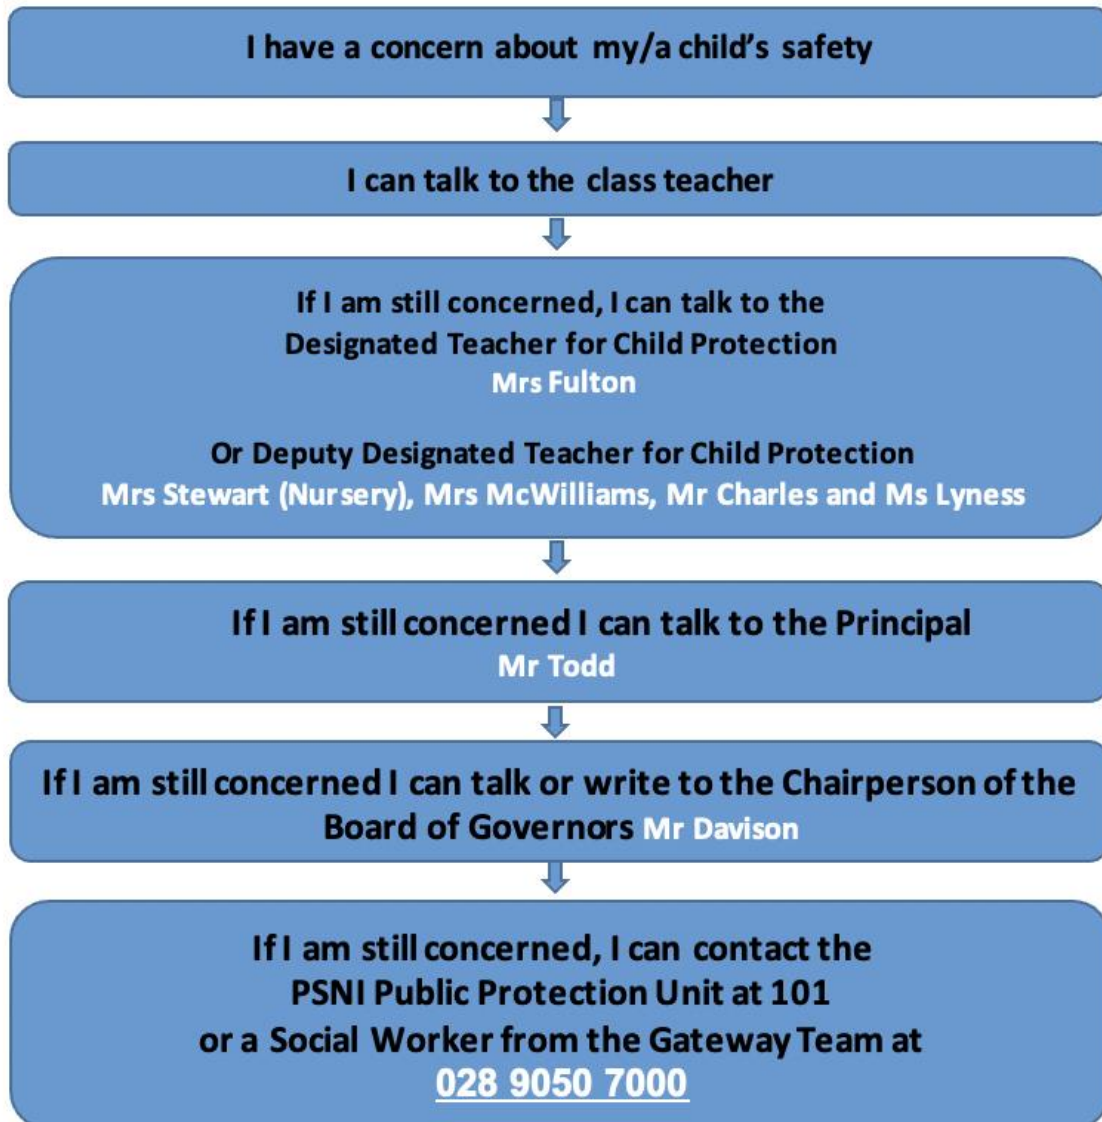 I have a concern about my/a child’s safety
I can talk to the class teacher
If I am still concerned, I can talk to the
Designated Teacher for Child Protection
Mrs Fulton
Or Deputy Designated Teacher for Child Protection
Mrs Stewart (Nursery), Mrs McWilliams, Mr Charles and Ms Lyness
If I am still concerned I can talk to the Principal
Mr Todd
If I am still concerned I can talk or write to the Chairperson of the
Board of Governors Mr Davison
If I am still concerned, I can contact the
PSNI Public Protection Unit at 101
or a Social Worker from the Gateway Team at
028 9050 7000